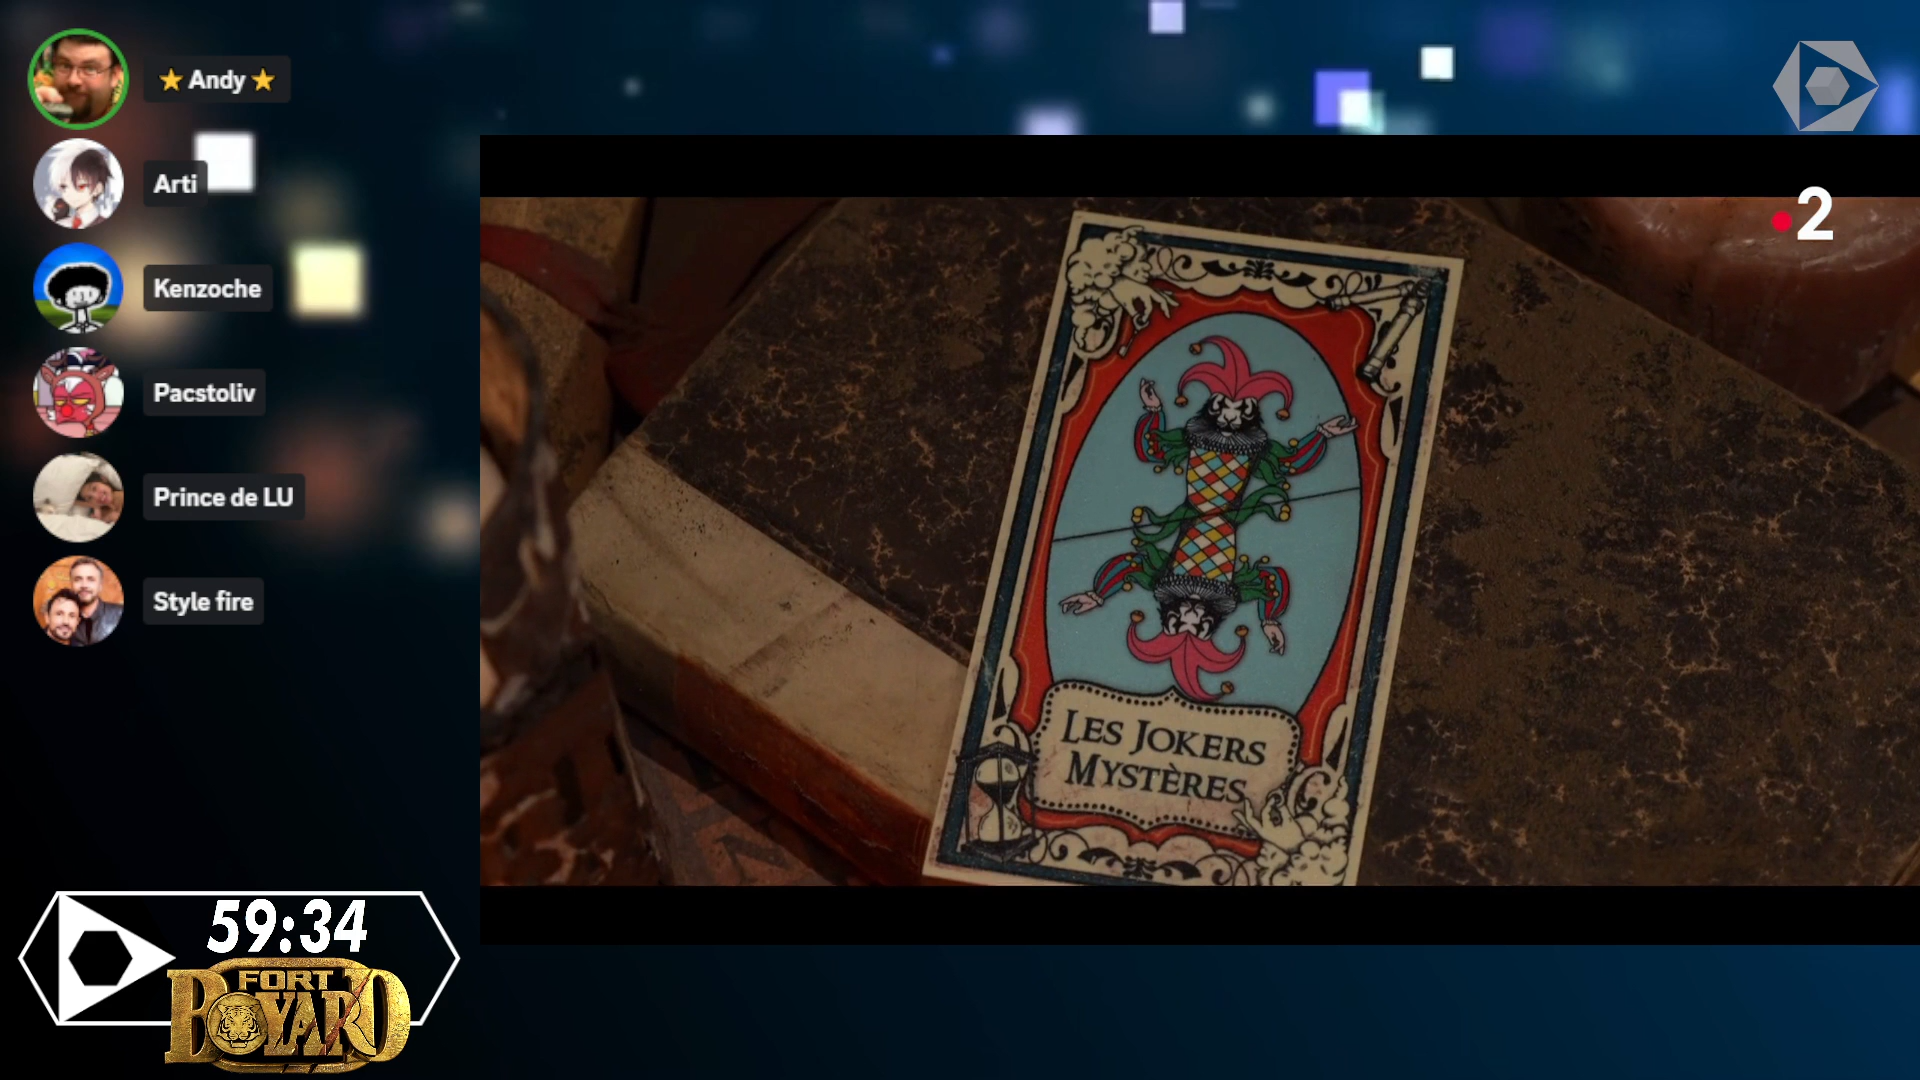 ⭐ Andy ⭐
Arti
Kenzoche
Pacstoliv
Prince de LU
Style fire
2
LES JOKERS
MYSTÈRES
59:34
FORT
BOYARD